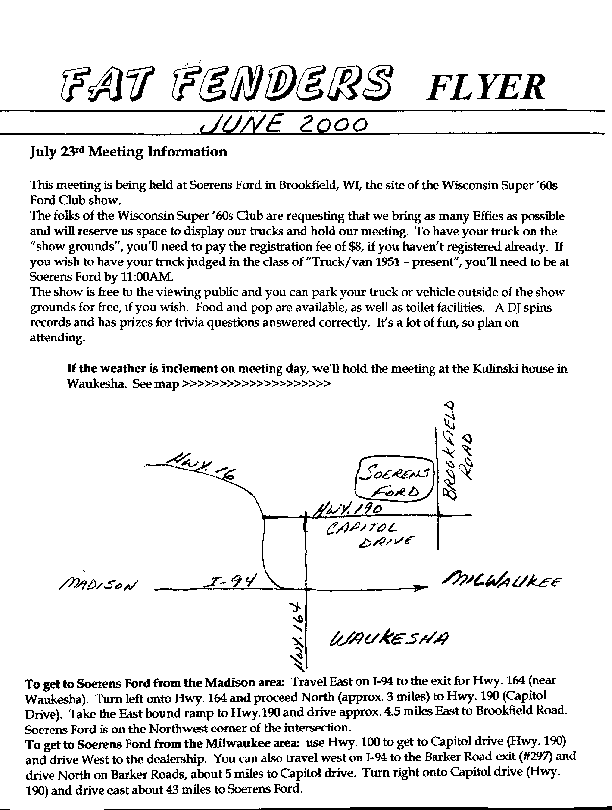 FAT FENDERS FLYER
JUNE 2000
July 23rd Meeting Information
This meeting is being held at Soerens Ford in Brookfield, WI, the site of the Wisconsin Super '60s
Ford Club show.
The folks of the Wisconsin Super '60s Club are requesting that we bring as many Effies as possible
and will reserve us space to display our trucks and hold our meeting. To have your truck on the
"show grounds", you'll need to pay the registration fee of $8, if you haven't registered already. If
you wish to have your truck judged in the class of "Truck/van 1951 – present", you'll need to be at
Soerens Ford by 11:00AM.
The show is free to the viewing public and you can park your truck or vehicle outside of the show
grounds for free, if you wish. Food and pop are available, as well as toilet facilities. A DJ spins
records and has prizes for trivia questions answered correctly. It's a lot of fun, so plan on
attending.
If the weather is inclement on meeting day, we'll hold the meeting at the Kulinski house in
Waukesha. See map >>>>>>>>>>>>>>>>>>>>
BROOKFIELD
ROAD
HWY. 16
SOERENS
FORD
HWY. 190
CAPITOL
DRIVE
MADISON
I-94
MILWAUKEE
HWY. 164
WAUKESHA
To get to Soerens Ford from the Madison area: Travel East on I-94 to the exit for Hwy. 164 (near
Waukesha). Turn left onto Hwy. 164 and proceed North (approx. 3 miles) to Hwy. 190 (Capitol
Drive). Take the East bound ramp to Hwy.190 and drive approx. 4.5 miles East to Brookfield Road.
Soerens Ford is on the Northwest corner of the intersection.
To get to Soerens Ford from the Milwaukee area: use Hwy. 100 to get to Capitol drive (Hwy. 190)
and drive West to the dealership. You can also travel west on I-94 to the Barker Road exit (#297) and
drive North on Barker Roads, about 5 miles to Capitol drive. Turn right onto Capitol drive (Hwy.
190) and drive east about 43 miles to Soerens Ford.